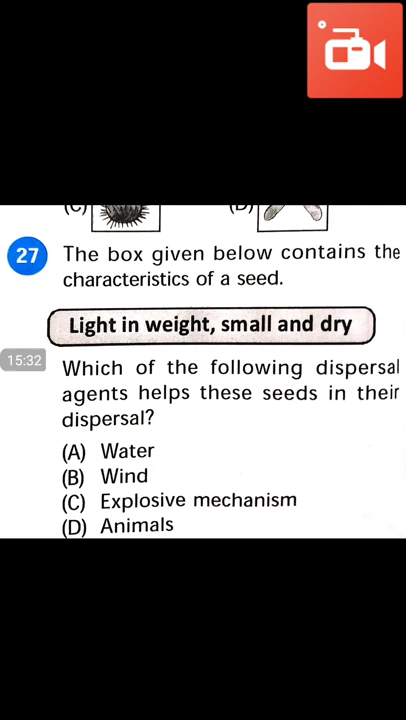 (C)
(D)
27 The box given below contains the
characteristics of a seed.
Light in weight, small and dry
15:32
Which of the following dispersal
agents helps these seeds in their
dispersal?
(A) Water
(B) Wind
(C) Explosive mechanism
(D) Animals